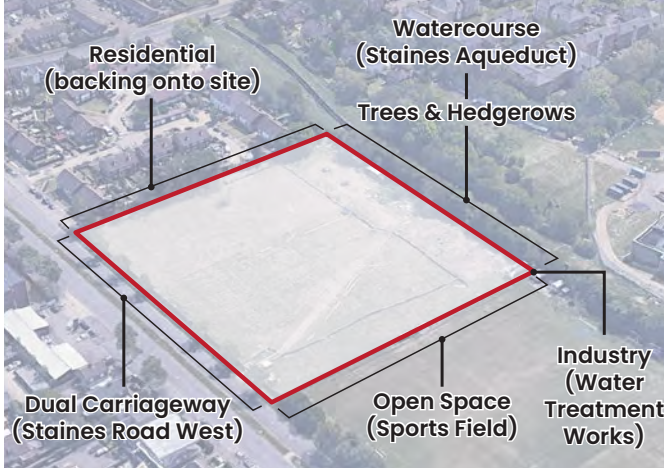 Watercourse
(Staines Aqueduct)
Residential
(backing onto site)
Trees & Hedgerows
Industry
(Water
Treatment
Works)
Dual Carriageway
(Staines Road West)
Open Space
(Sports Field)